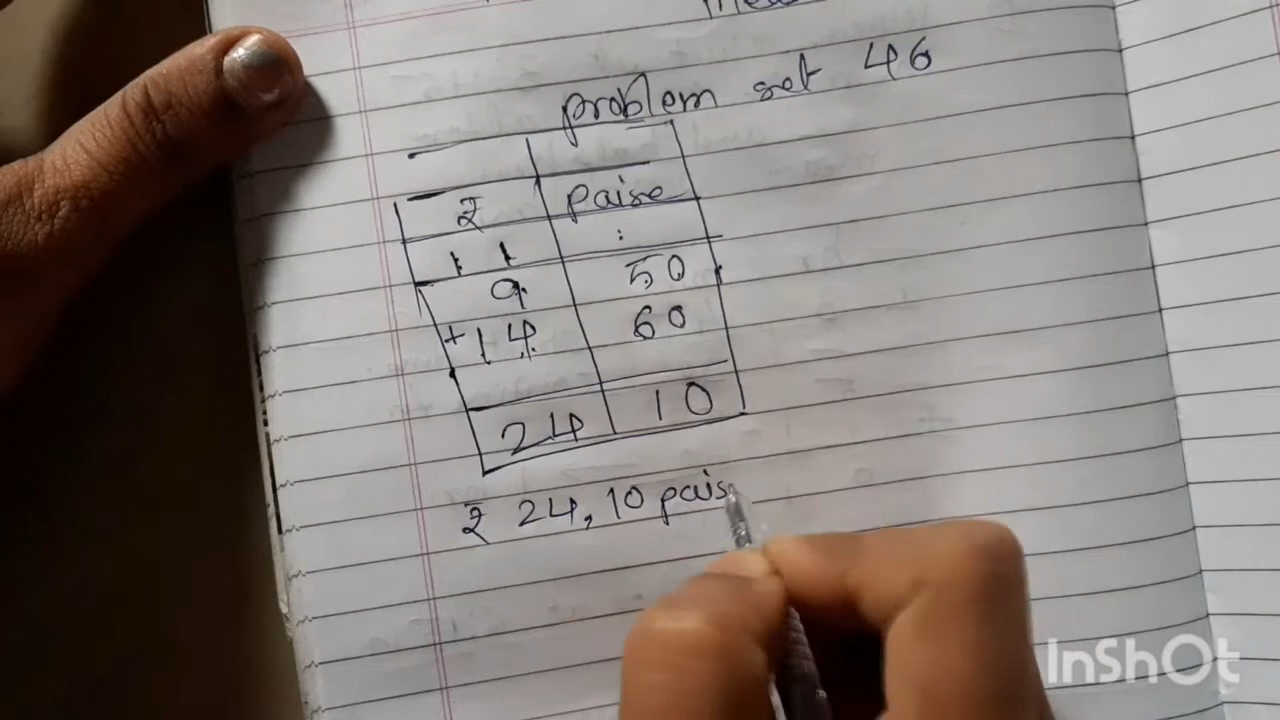 problem set 46
₹ paise
1 1
9 50
+14 60
24 10
₹ 24, 10 pais
InShOt